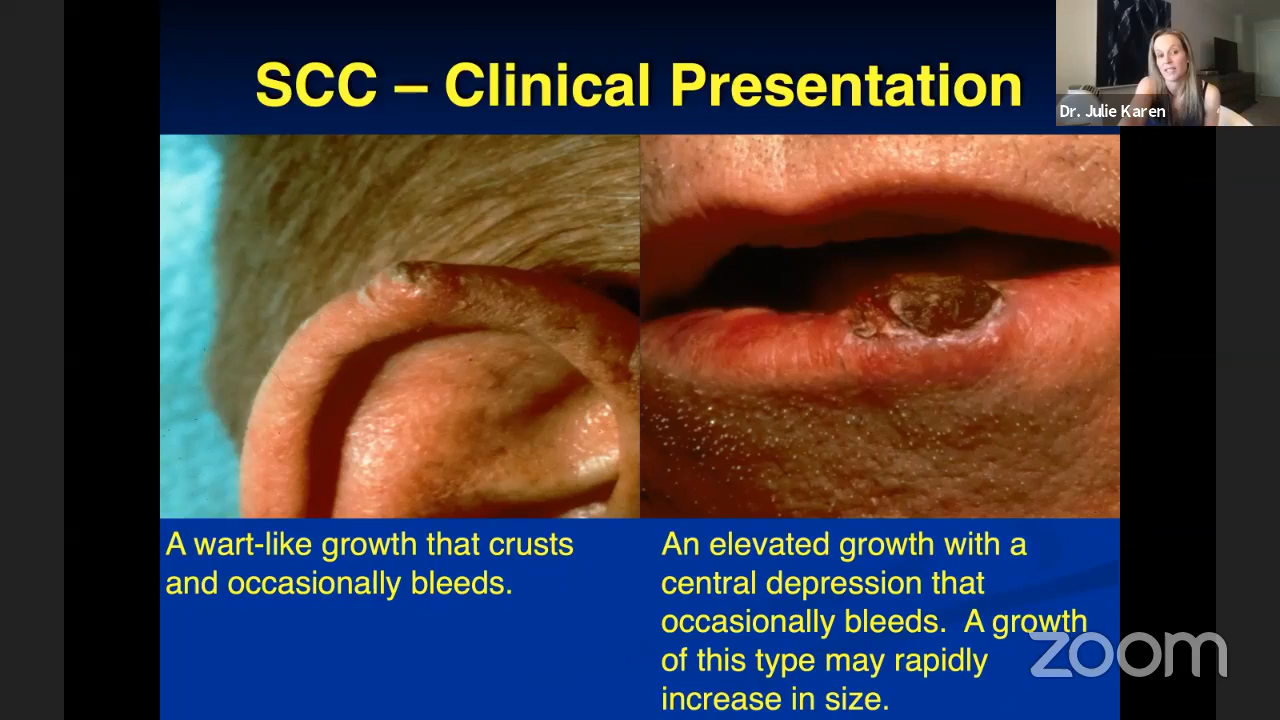 SCC – Clinical Presentation
Dr. Julie Karen
A wart-like growth that crusts
and occasionally bleeds.
An elevated growth with a
central depression that
occasionally bleeds.  A growth
of this type may rapidly
increase in size.
zoom